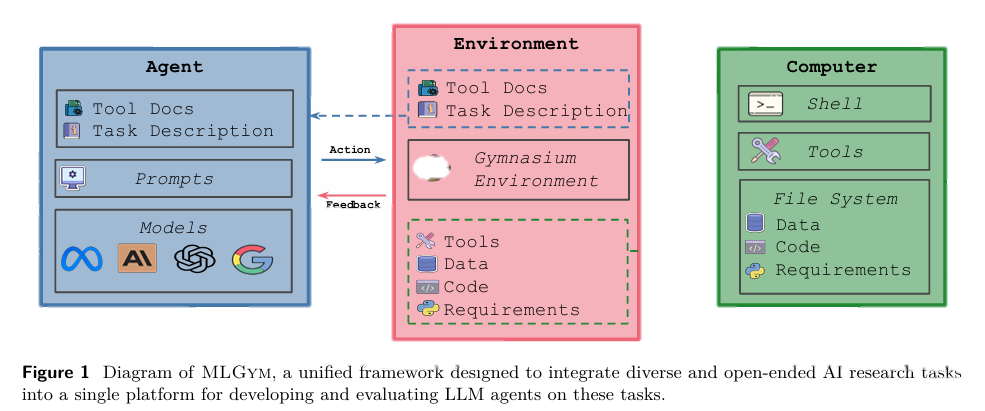 Agent
Tool Docs
Task Description
Prompts
Models
Action
Feedback
Environment
Tool Docs
Task Description
Gymnasium
Environment
Tools
Data
Code
Requirements
Computer
Shell
Tools
File System
Data
Code
Requirements
Figure 1 Diagram of MLGYM, a unified framework designed to integrate diverse and open-ended AI research tasks
into a single platform for developing and evaluating LLM agents on these tasks.